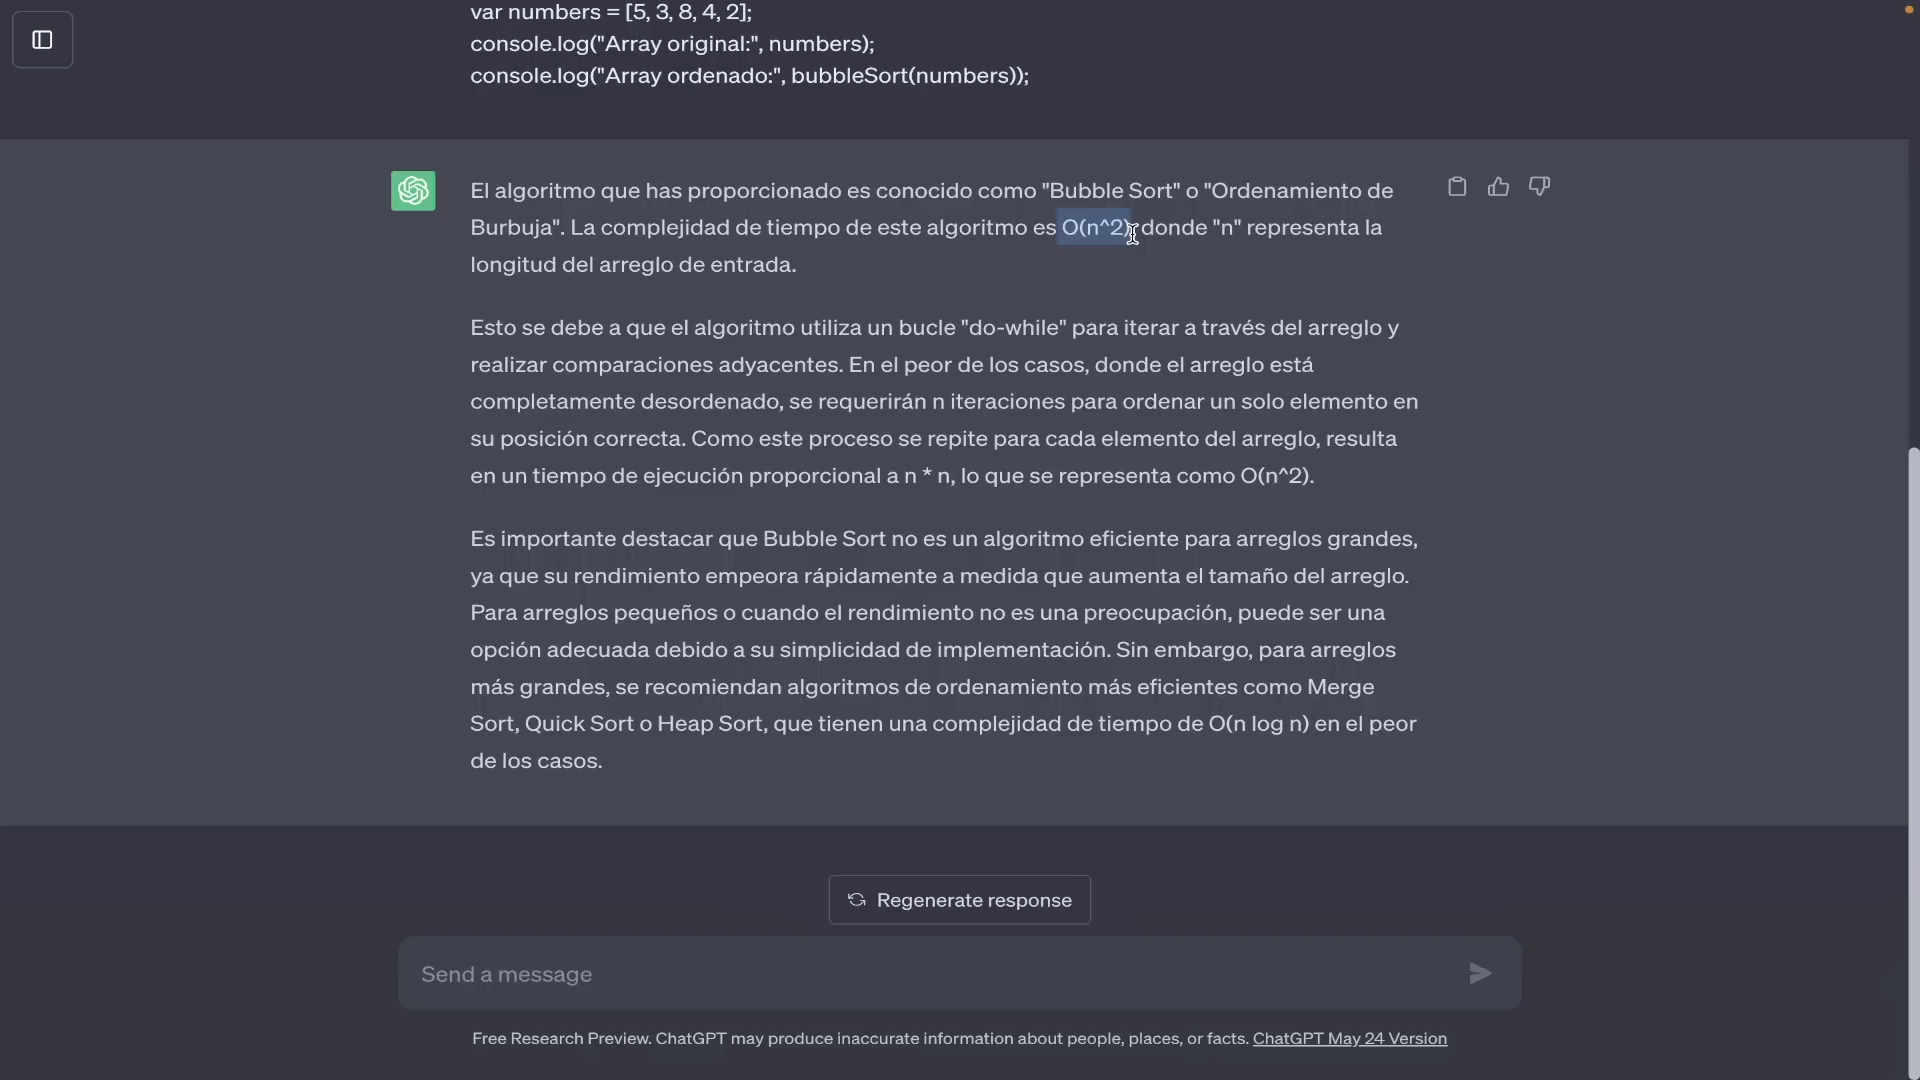 var numbers = [5, 3, 8, 4, 2];
console.log("Array original:", numbers);
console.log("Array ordenado:", bubbleSort(numbers));
El algoritmo que has proporcionado es conocido como "Bubble Sort" o "Ordenamiento de
Burbuja". La complejidad de tiempo de este algoritmo es O(n^2), donde "n" representa la
longitud del arreglo de entrada.
Esto se debe a que el algoritmo utiliza un bucle "do-while" para iterar a través del arreglo y
realizar comparaciones adyacentes. En el peor de los casos, donde el arreglo está
completamente desordenado, se requerirán n iteraciones para ordenar un solo elemento en
su posición correcta. Como este proceso se repite para cada elemento del arreglo, resulta
en un tiempo de ejecución proporcional a n * n, lo que se representa como O(n^2).
Es importante destacar que Bubble Sort no es un algoritmo eficiente para arreglos grandes,
ya que su rendimiento empeora rápidamente a medida que aumenta el tamaño del arreglo.
Para arreglos pequeños o cuando el rendimiento no es una preocupación, puede ser una
opción adecuada debido a su simplicidad de implementación. Sin embargo, para arreglos
más grandes, se recomiendan algoritmos de ordenamiento más eficientes como Merge
Sort, Quick Sort o Heap Sort, que tienen una complejidad de tiempo de O(n log n) en el peor
de los casos.
Regenerate response
Send a message
Free Research Preview. ChatGPT may produce inaccurate information about people, places, or facts. ChatGPT May 24 Version